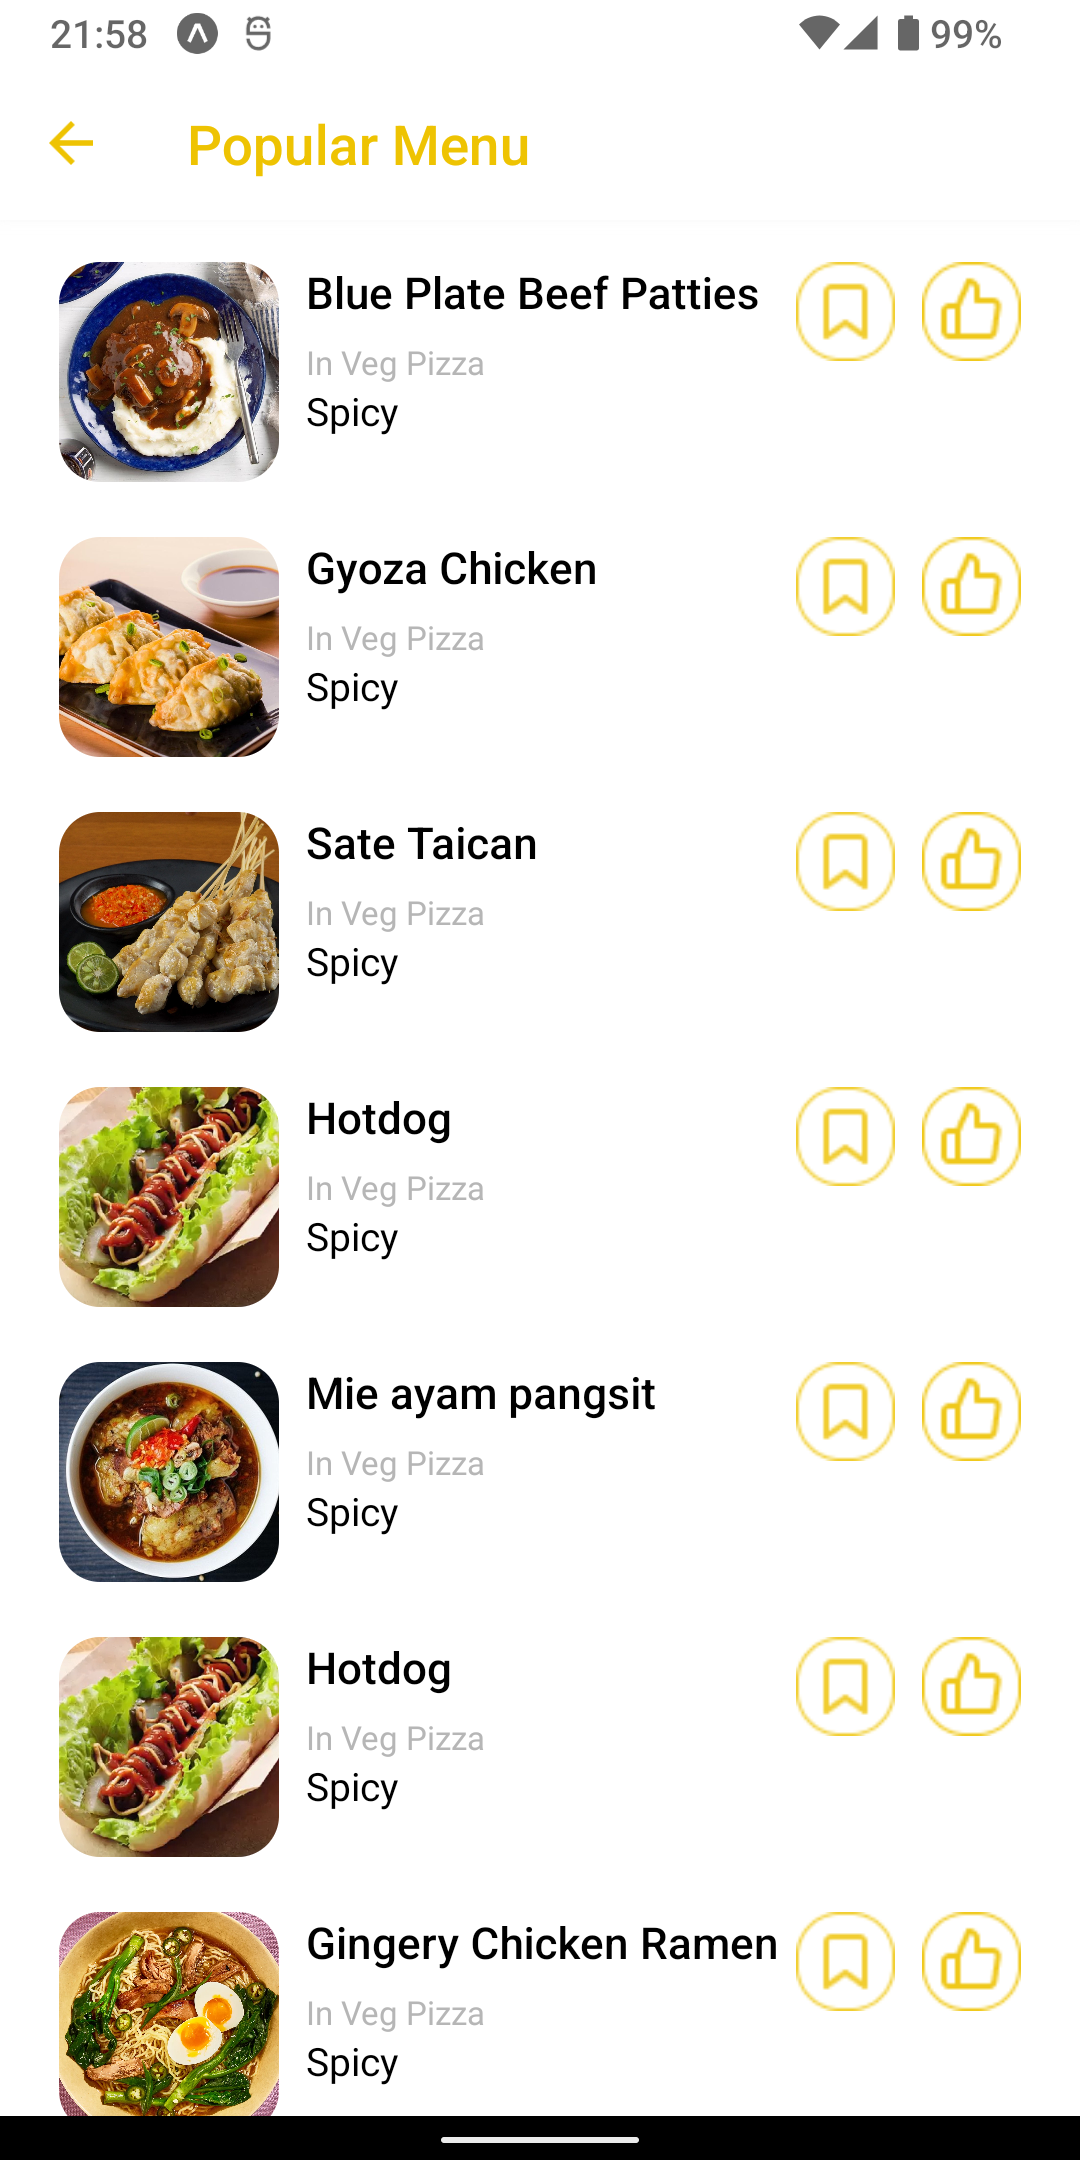 21:58
99%
Popular Menu
Blue Plate Beef Patties
In Veg Pizza
Spicy
Gyoza Chicken
In Veg Pizza
Spicy
Sate Taican
In Veg Pizza
Spicy
Hotdog
In Veg Pizza
Spicy
Mie ayam pangsit
In Veg Pizza
Spicy
Hotdog
In Veg Pizza
Spicy
Gingery Chicken Ramen
In Veg Pizza
Spicy